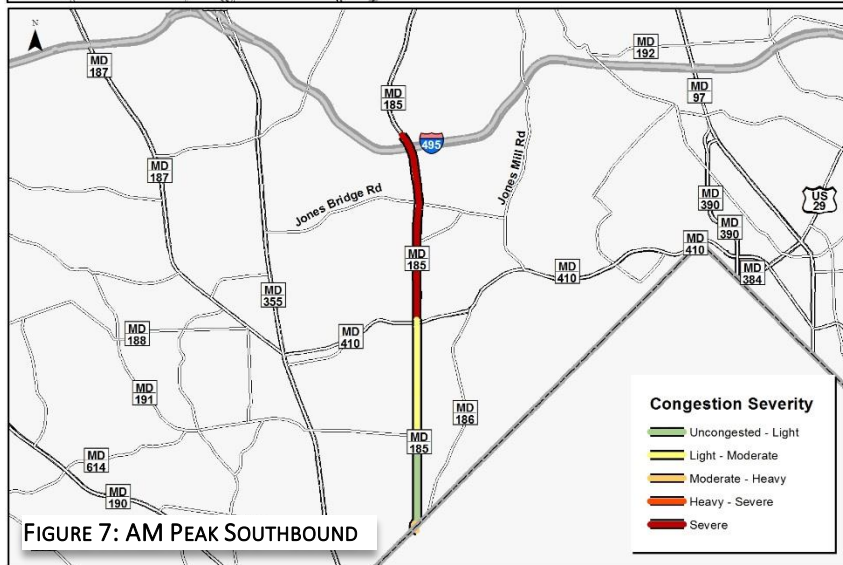 N
MD
187
MD
192
MD
185
MD
97
495
MD
187
Jones Mill Rd
Jones Bridge Rd
MD
390
US
29
MD
390
MD
410
MD
185
MD
410
MD
384
MD
355
MD
188
MD
410
MD
191
MD
186
MD
185
MD
614
MD
190
Congestion Severity
Uncongested - Light
Light - Moderate
Moderate - Heavy
Heavy - Severe
Severe
FIGURE 7: AM PEAK SOUTHBOUND